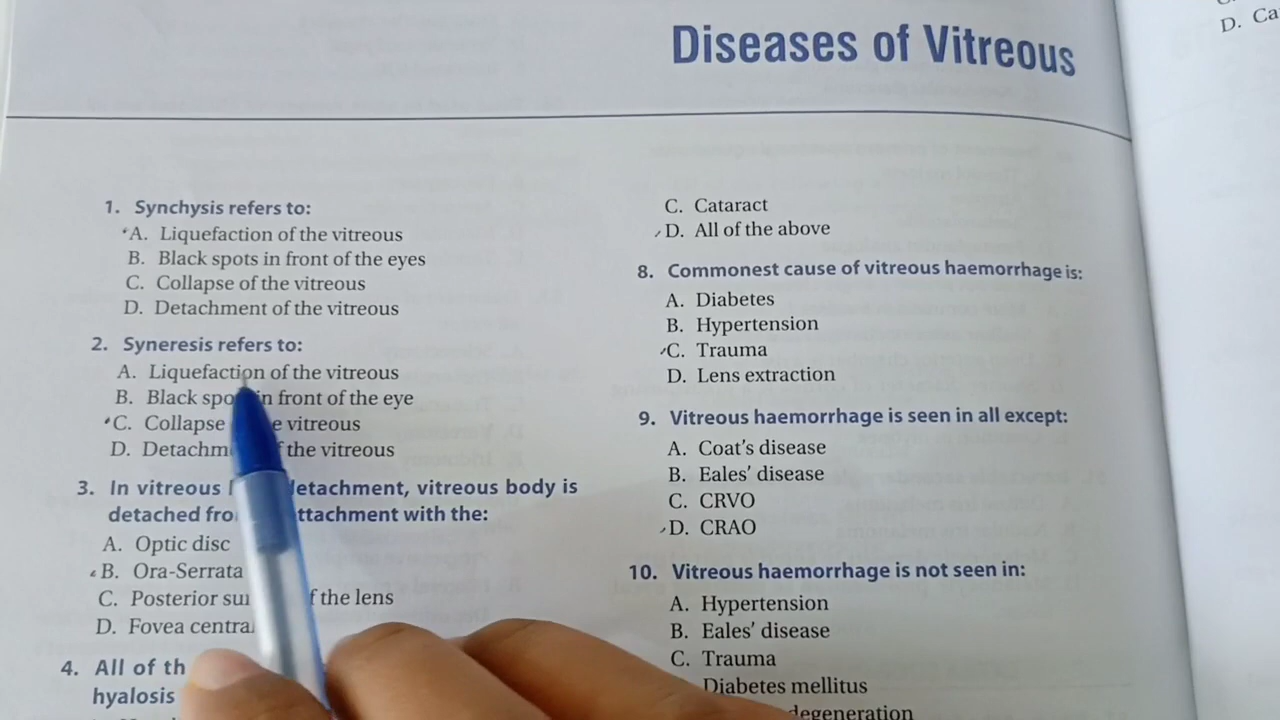 D. Ca
Diseases of Vitreous
1. Synchysis refers to:
A. Liquefaction of the vitreous
B. Black spots in front of the eyes
C. Collapse of the vitreous
D. Detachment of the vitreous
2. Syneresis refers to:
A. Liquefaction of the vitreous
B. Black spo in front of the eye
C. Collapse e vitreous
D. Detachm the vitreous
3. In vitreous detachment, vitreous body is
detached fro ttachment with the:
A. Optic disc
B. Ora-Serrata
C. Posterior su f the lens
D. Fovea central
4. All of th
hyalosis
C. Cataract
D. All of the above
8. Commonest cause of vitreous haemorrhage is:
A. Diabetes
B. Hypertension
C. Trauma
D. Lens extraction
9. Vitreous haemorrhage is seen in all except:
A. Coat's disease
B. Eales' disease
C. CRVO
D. CRAO
10. Vitreous haemorrhage is not seen in:
A. Hypertension
B. Eales' disease
C. Trauma
Diabetes mellitus
degeneration